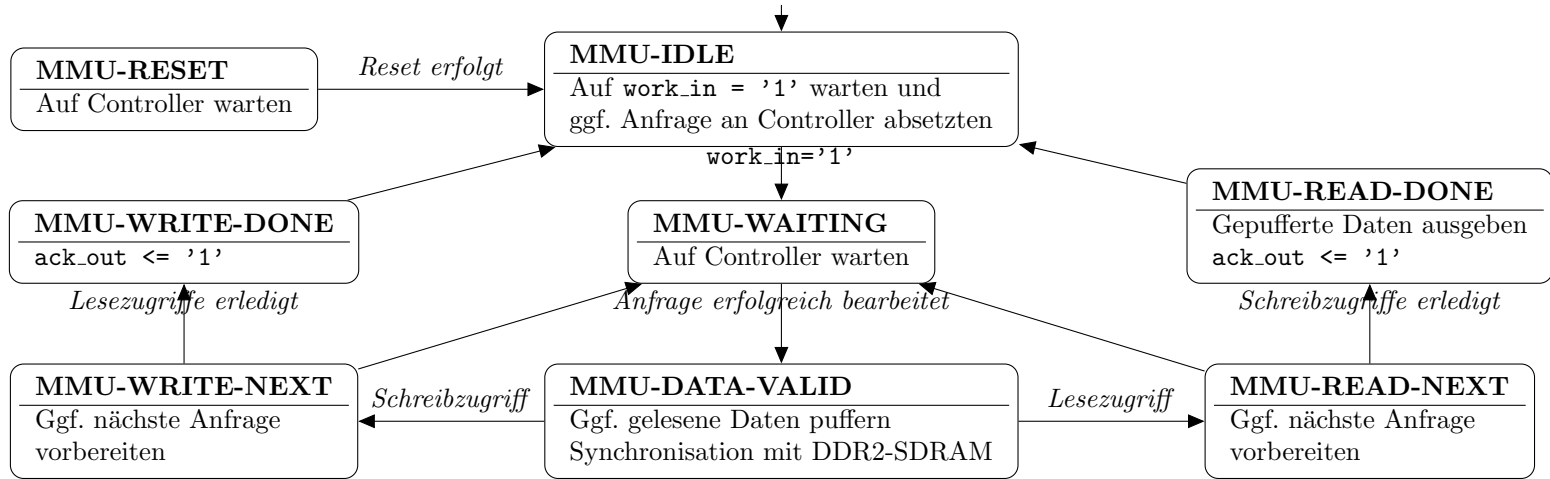 MMU-RESET
Auf Controller warten
Reset erfolgt
MMU-IDLE
Auf work_in = '1' warten und
ggf. Anfrage an Controller absetzten
work_in='1'
MMU-WRITE-DONE
ack_out <= '1'
MMU-WAITING
Auf Controller warten
MMU-READ-DONE
Gepufferte Daten ausgeben
ack_out <= '1'
Lesezugriffe erledigt
Anfrage erfolgreich bearbeitet
Schreibzugriffe erledigt
MMU-WRITE-NEXT
Ggf. nächste Anfrage
vorbereiten
Schreibzugriff
MMU-DATA-VALID
Ggf. gelesene Daten puffern
Synchronisation mit DDR2-SDRAM
Lesezugriff
MMU-READ-NEXT
Ggf. nächste Anfrage
vorbereiten